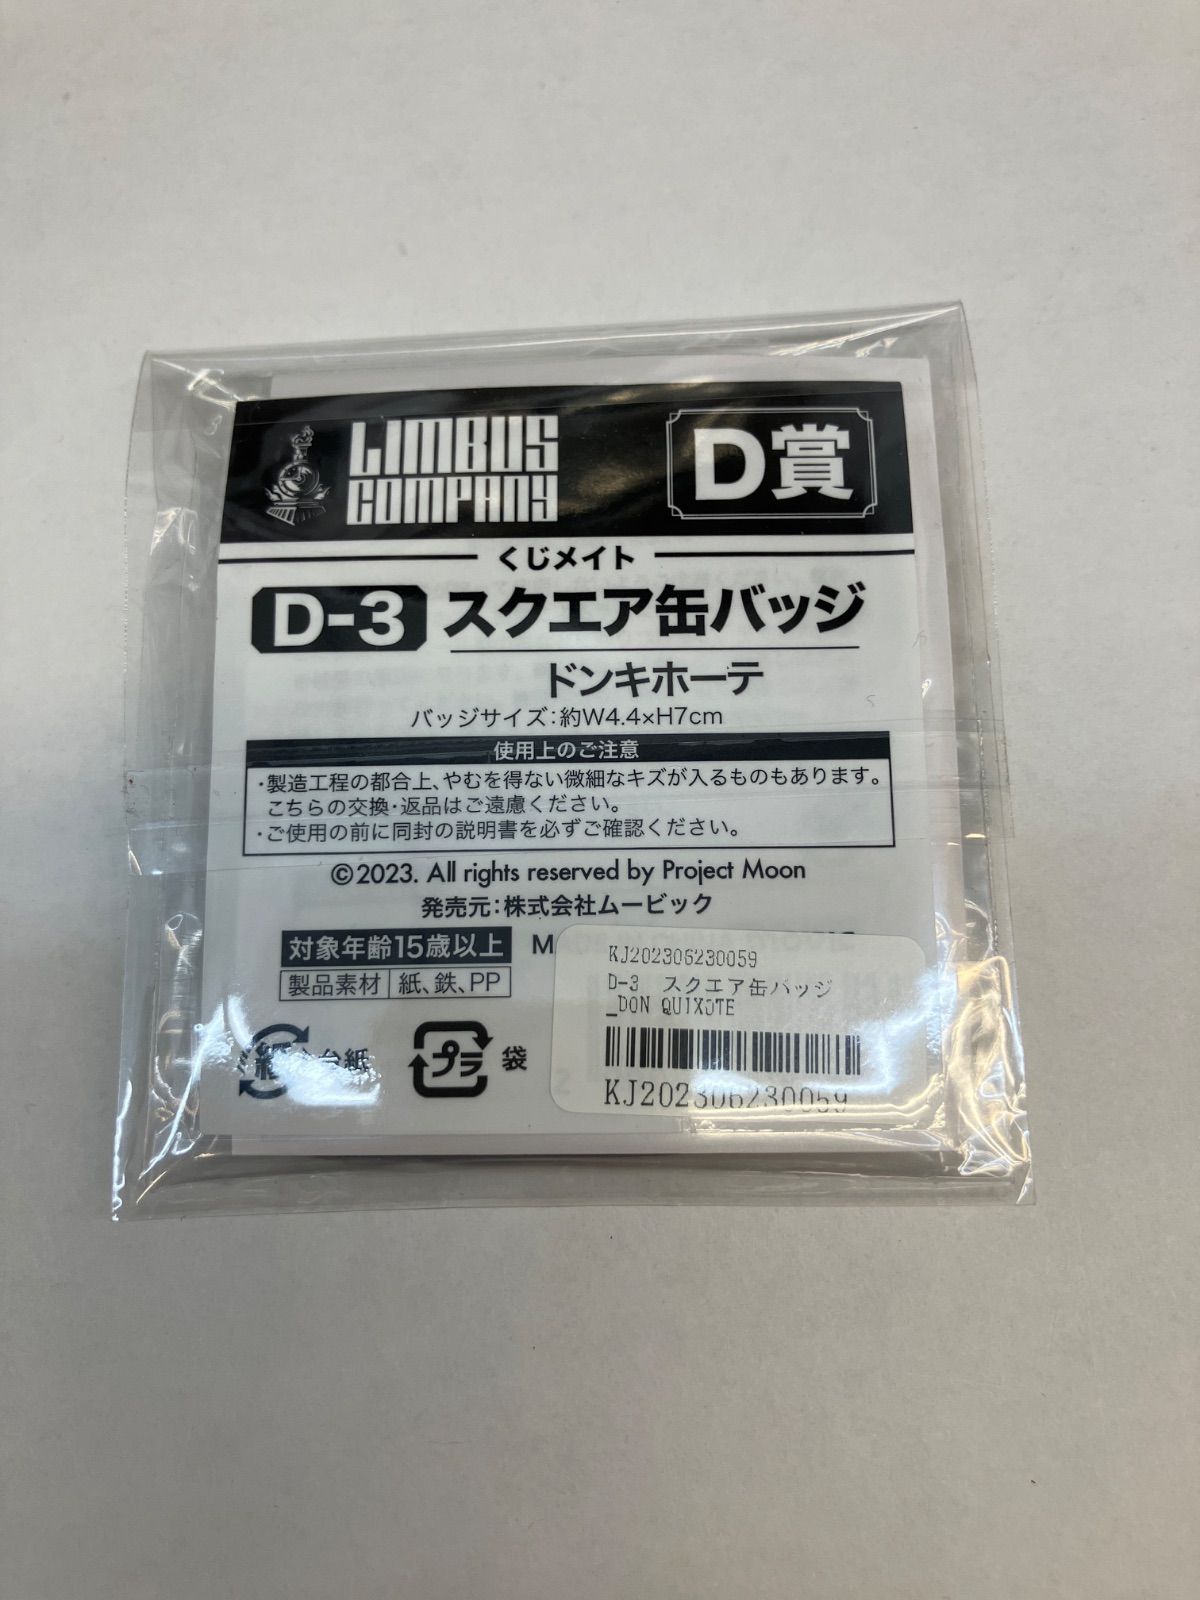 LIMBUS
COMPANY
D賞
くじメイト
D-3 スクエア缶バッジ
ドンキホーテ
バッジサイズ:約W4.4×H7cm
使用上のご注意
・製造工程の都合上、やむを得ない微細なキズが入るものもあります。
こちらの交換・返品はご遠慮ください。
・ご使用の前に同封の説明書を必ずご確認ください。
©2023. All rights reserved by Project Moon
発売元:株式会社ムービック
対象年齢15歳以上
製品素材 紙、鉄、PP
紙 台紙
プラ 袋
KJ202306230059
D-3 スクエア缶バッジ
_DON QUIXOTE
KJ202306230059